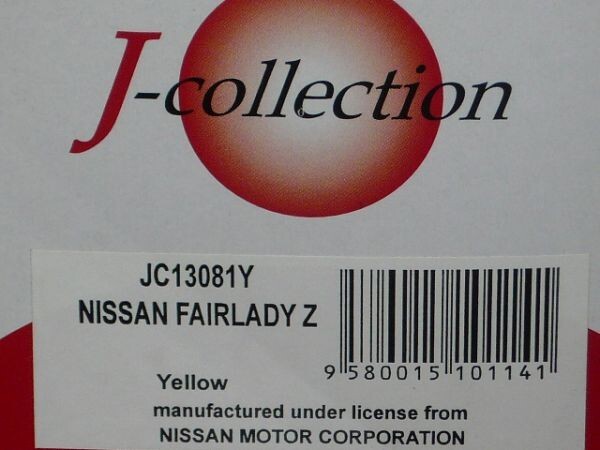 J-collection
JC13081Y
NISSAN FAIRLADY Z
9 580015 101141
Yellow
manufactured under license from
NISSAN MOTOR CORPORATION